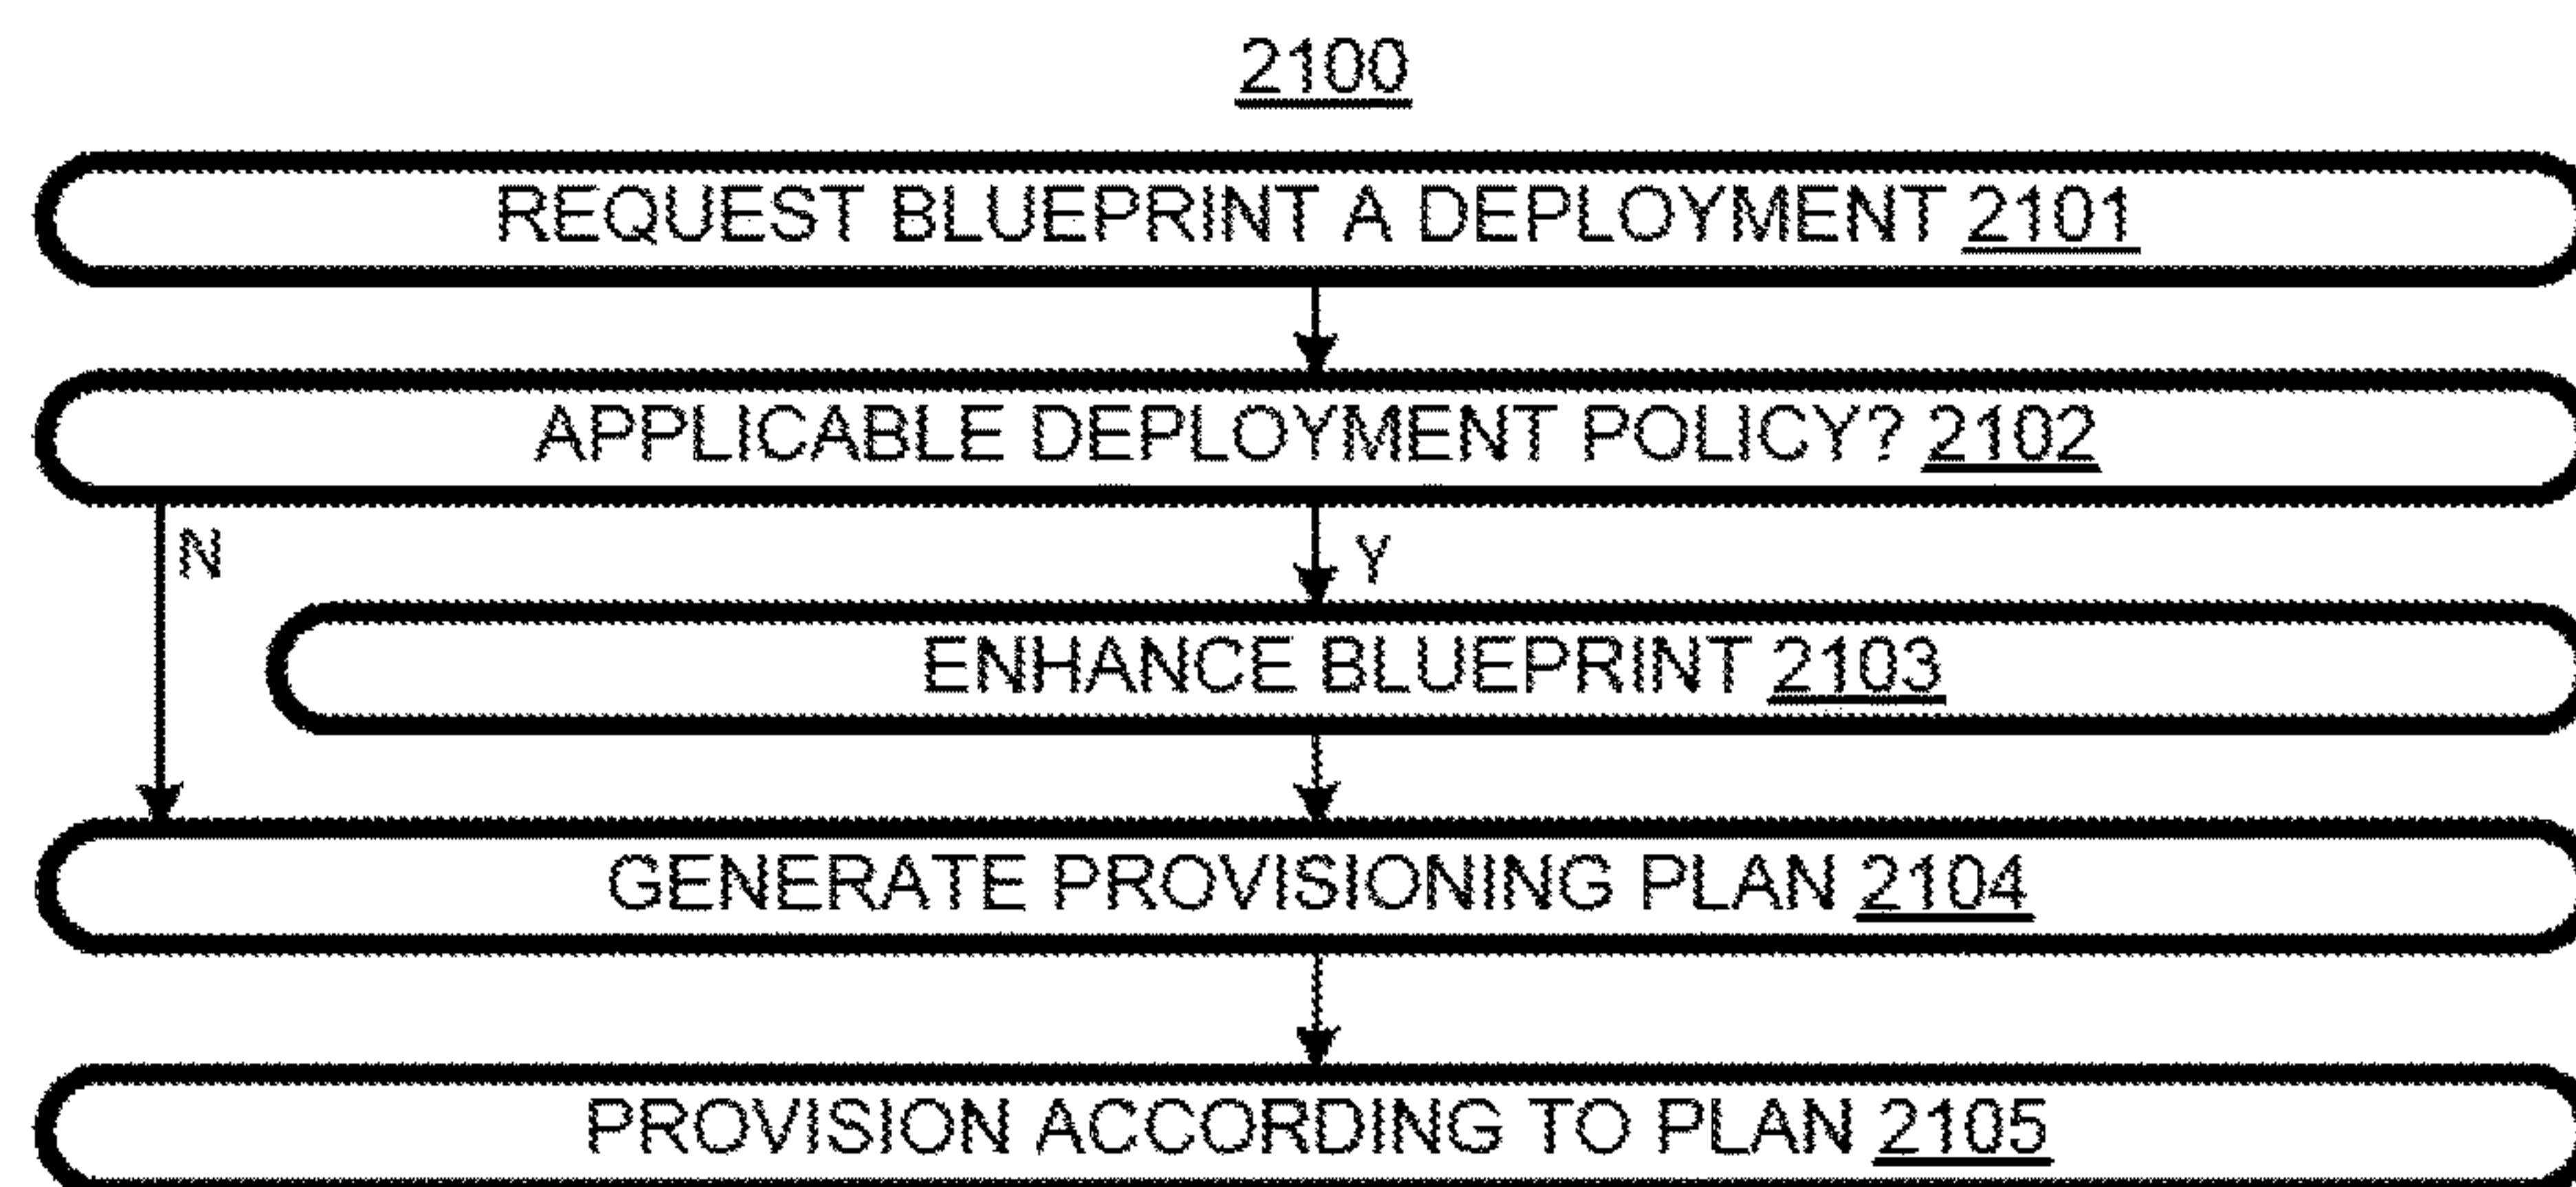 2100
REQUEST BLUEPRINT A DEPLOYMENT 2101
APPLICABLE DEPLOYMENT POLICY? 2102
N
Y
ENHANCE BLUEPRINT 2103
GENERATE PROVISIONING PLAN 2104
PROVISION ACCORDING TO PLAN 2105